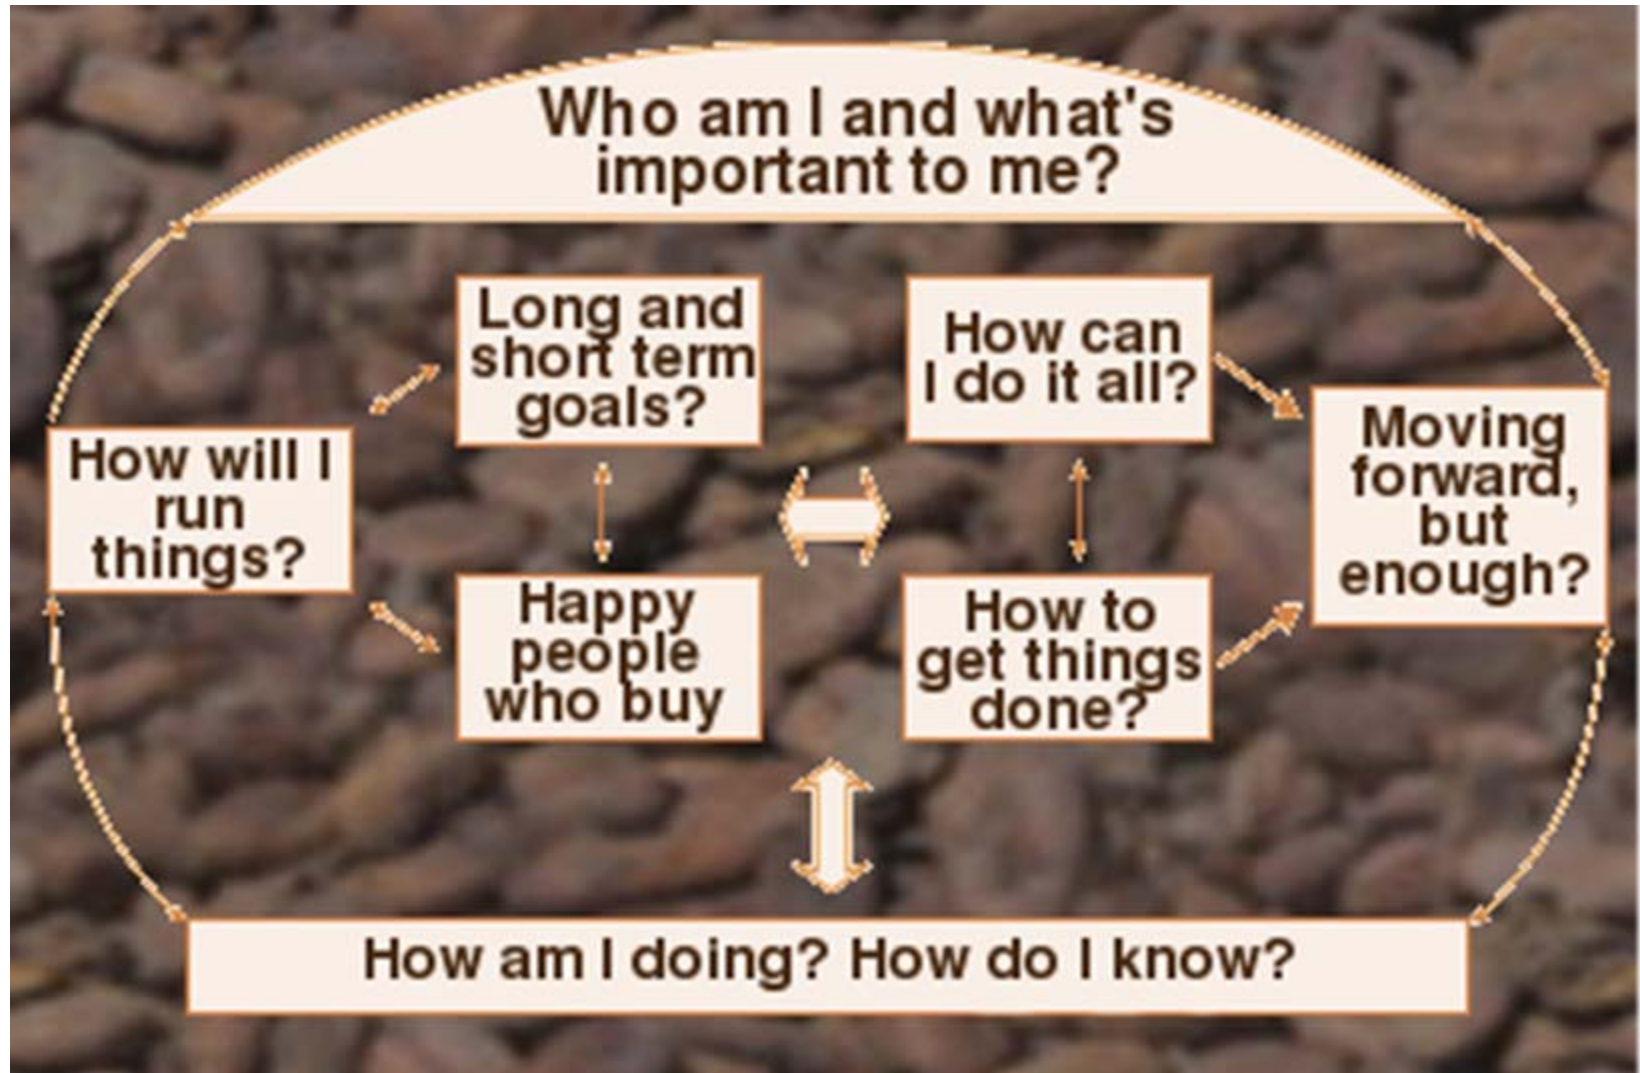 Who am I and what's
important to me?
Long and
short term
goals?
How can
I do it all?
How will I
run
things?
Moving
forward,
but
enough?
Happy
people
who buy
How to
get things
done?
How am I doing? How do I know?